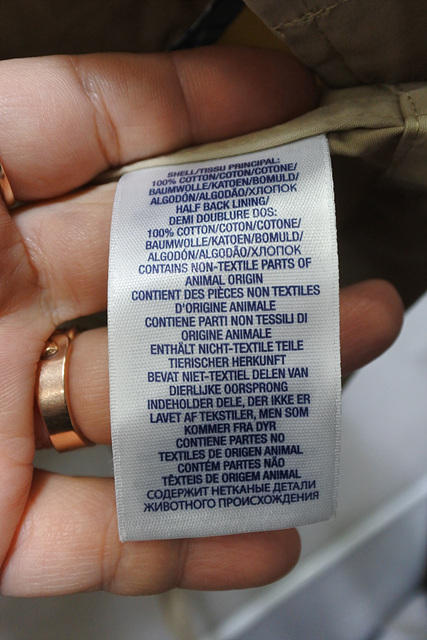 SHELL/TISSU PRINCIPAL:
100% COTTON/COTON/COTONE/
BAUMWOLLE/KATOEN/BOMULD/
ALGODÓN/ALGODÃO/ХЛОПОК
HALF BACK LINING/
DEMI DOUBLURE DOS:
100% COTTON/COTON/COTONE/
BAUMWOLLE/KATOEN/BOMULD/
ALGODÓN/ALGODÃO/ХЛОПОК
CONTAINS NON-TEXTILE PARTS OF
ANIMAL ORIGIN
CONTIENT DES PIÈCES NON TEXTILES
D'ORIGINE ANIMALE
CONTIENE PARTI NON TESSILI DI
ORIGINE ANIMALE
ENTHÄLT NICHT-TEXTILE TEILE
TIERISCHER HERKUNFT
BEVAT NIET-TEXTIEL DELEN VAN
DIERLIJKE OORSPRONG
INDEHOLDER DELE, DER IKKE ER
LAVET AF TEKSTILER, MEN SOM
KOMMER FRA DYR
CONTIENE PARTES NO
TEXTILES DE ORIGEN ANIMAL
CONTÉM PARTES NÃO
TÊXTEIS DE ORIGEM ANIMAL
СОДЕРЖИТ НЕТКАНЫЕ ДЕТАЛИ
ЖИВОТНОГО ПРОИСХОЖДЕНИЯ